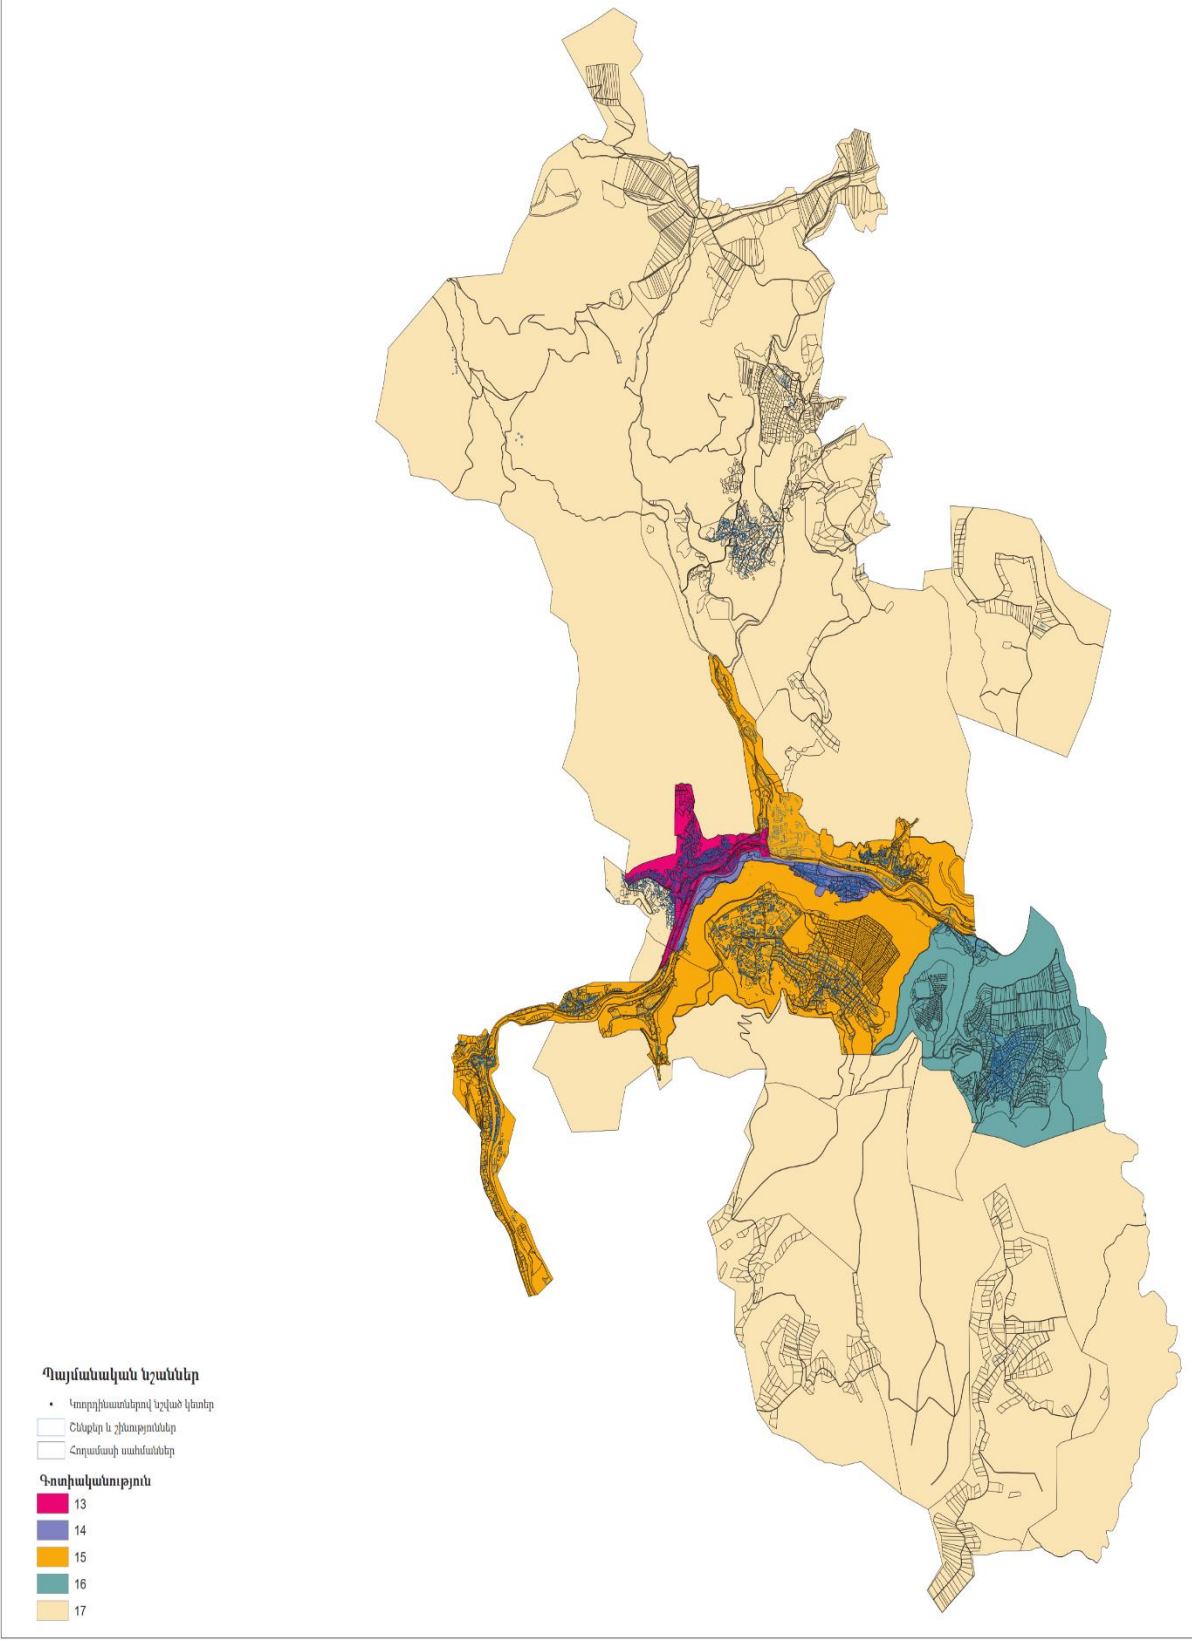 Պայմանական նշաններ
Կոորդինատներով նշված կետեր
Շենքեր և շինություններ
Հողամասի սահմաններ
Գոտիականություն
13
14
15
16
17